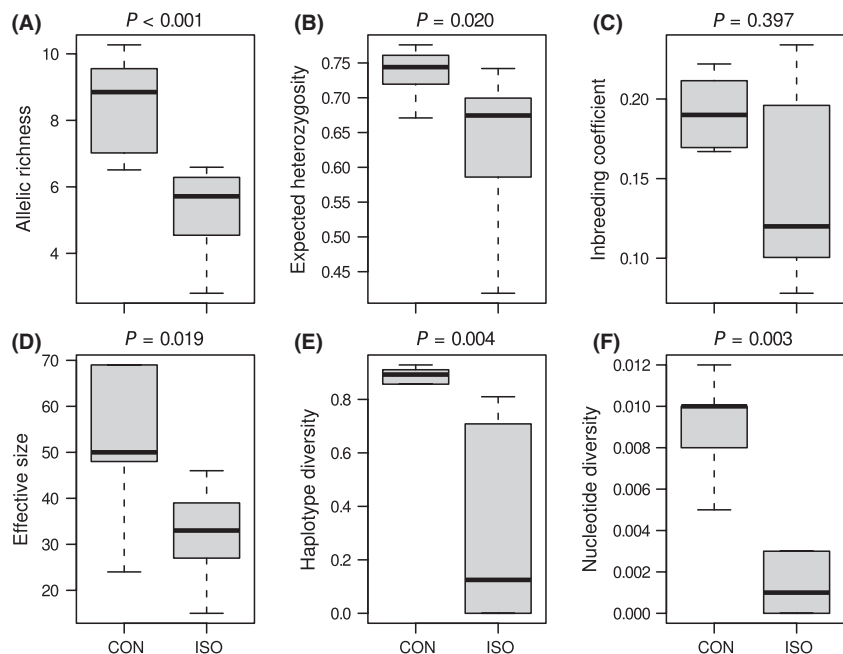 (A)
P < 0.001
Allelic richness
10
8
6
4
(B)
P = 0.020
Expected heterozygosity
0.75
0.70
0.65
0.60
0.55
0.50
0.45
(C)
P = 0.397
Inbreeding coefficient
0.20
0.15
0.10
(D)
P = 0.019
Effective size
70
60
50
40
30
20
CON
ISO
(E)
P = 0.004
Haplotype diversity
0.8
0.6
0.4
0.2
0.0
CON
ISO
(F)
P = 0.003
Nucleotide diversity
0.012
0.010
0.008
0.006
0.004
0.002
0.000
CON
ISO